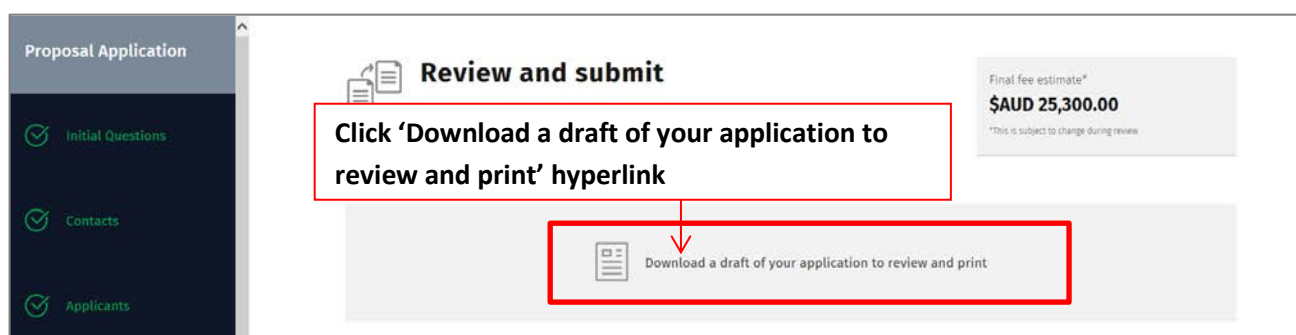 Proposal Application
Initial Questions
Contacts
Applicants
Review and submit
Final fee estimate*
$AUD 25,300.00
*This is subject to change during review
Click ‘Download a draft of your application to
review and print’ hyperlink
Download a draft of your application to review and print